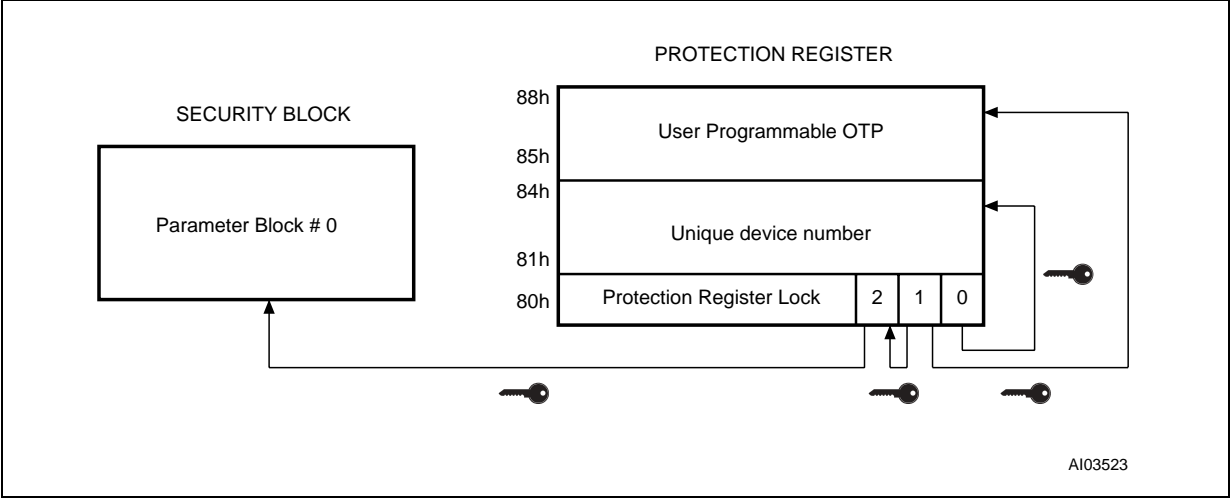 PROTECTION REGISTER
SECURITY BLOCK
88h
User Programmable OTP
85h
84h
Parameter Block # 0
Unique device number
81h
80h
Protection Register Lock 2 1 0
AI03523